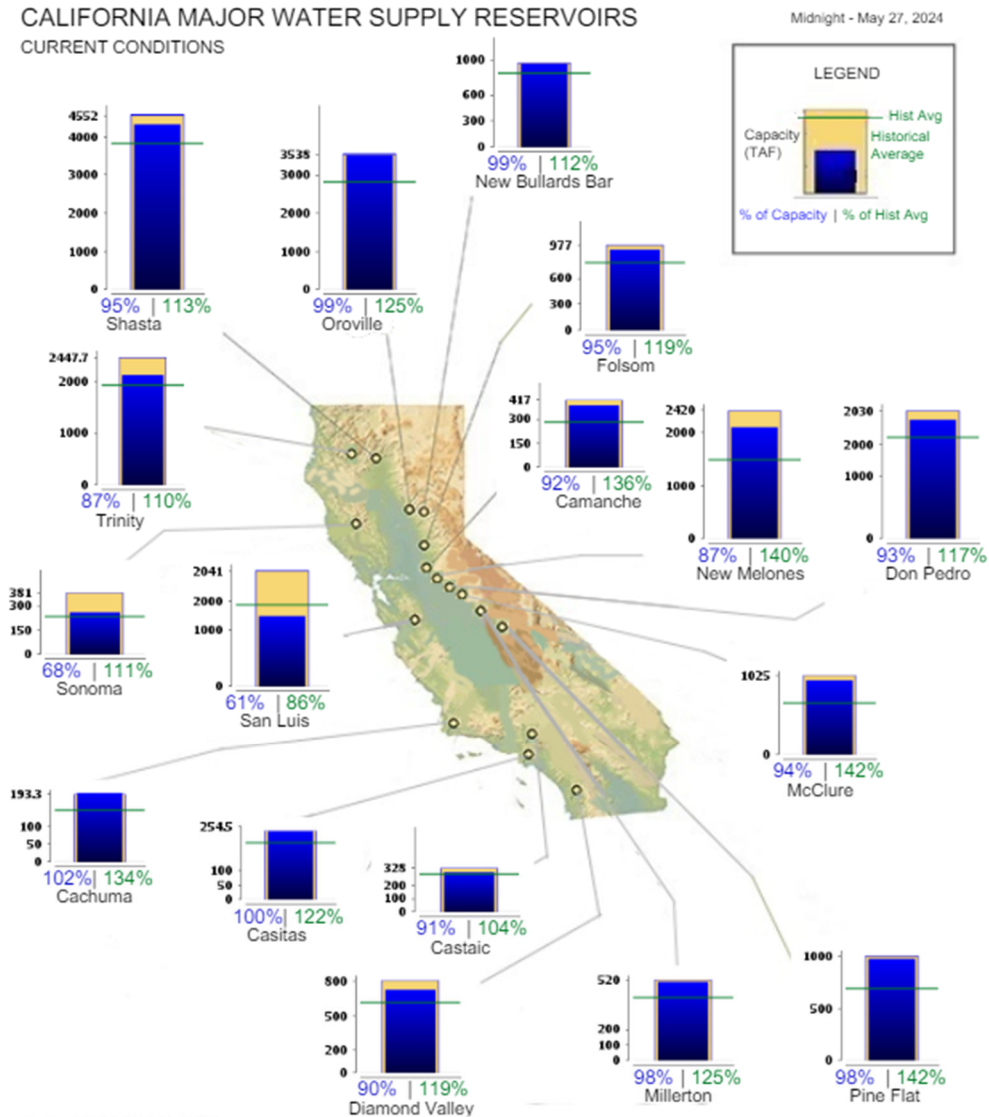 CALIFORNIA MAJOR WATER SUPPLY RESERVOIRS
Midnight - May 27, 2024
CURRENT CONDITIONS
LEGEND
Capacity
(TAF)
Hist Avg
Historical
Average
% of Capacity | % of Hist Avg
1000
600
300
0
99% | 112%
New Bullards Bar
4552
4000
3000
2000
1000
0
95% | 113%
Shasta
3538
3000
2000
1000
0
99% | 125%
Oroville
977
600
300
0
95% | 119%
Folsom
2447.7
2000
1000
0
87% | 110%
Trinity
417
300
150
0
92% | 136%
Camanche
2420
2000
1000
0
87% | 140%
New Melones
2030
2000
1000
0
93% | 117%
Don Pedro
381
300
150
0
68% | 111%
Sonoma
2041
2000
1000
0
61% | 86%
San Luis
1025
0
94% | 142%
McClure
193.3
100
50
0
102% | 134%
Cachuma
254.5
100
50
0
100% | 122%
Casitas
325
200
100
0
91% | 104%
Castaic
800
500
200
0
90% | 119%
Diamond Valley
520
200
100
0
98% | 125%
Millerton
1000
500
0
98% | 142%
Pine Flat